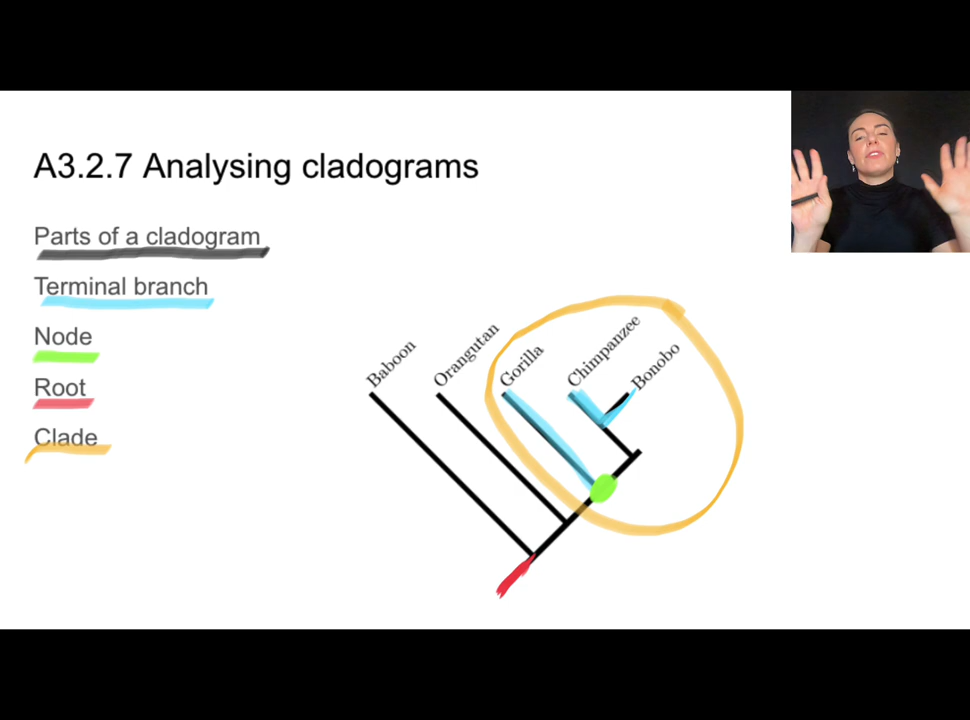 A3.2.7 Analysing cladograms
Parts of a cladogram
Terminal branch
Node
Root
Clade
Baboon
Orangutan
Gorilla
Chimpanzee
Bonobo